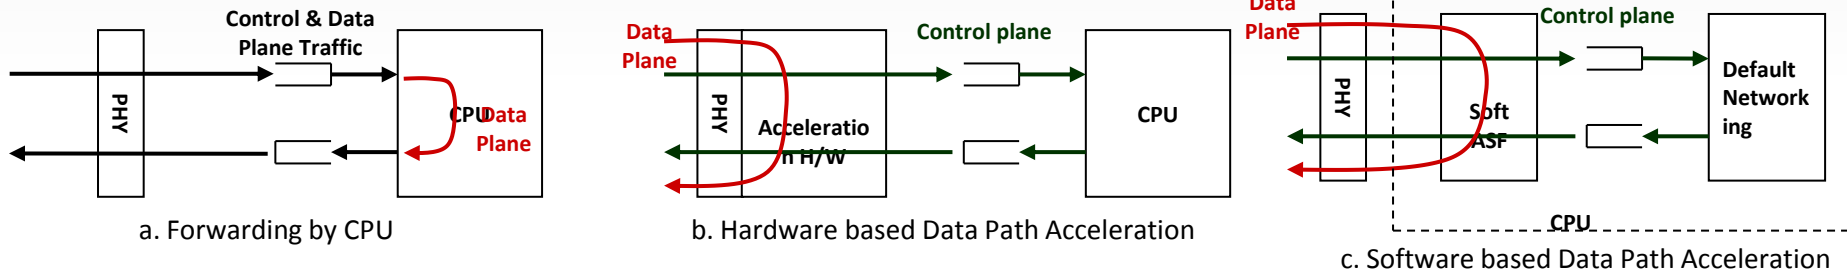 Control & Data
Plane Traffic
PHY
CPU
Data
Plane
a. Forwarding by CPU
Data
Plane
Control plane
PHY
Acceleratio
n H/W
CPU
b. Hardware based Data Path Acceleration
Data
Plane
Control plane
PHY
Soft
ASF
Default
Network
ing
CPU
c. Software based Data Path Acceleration